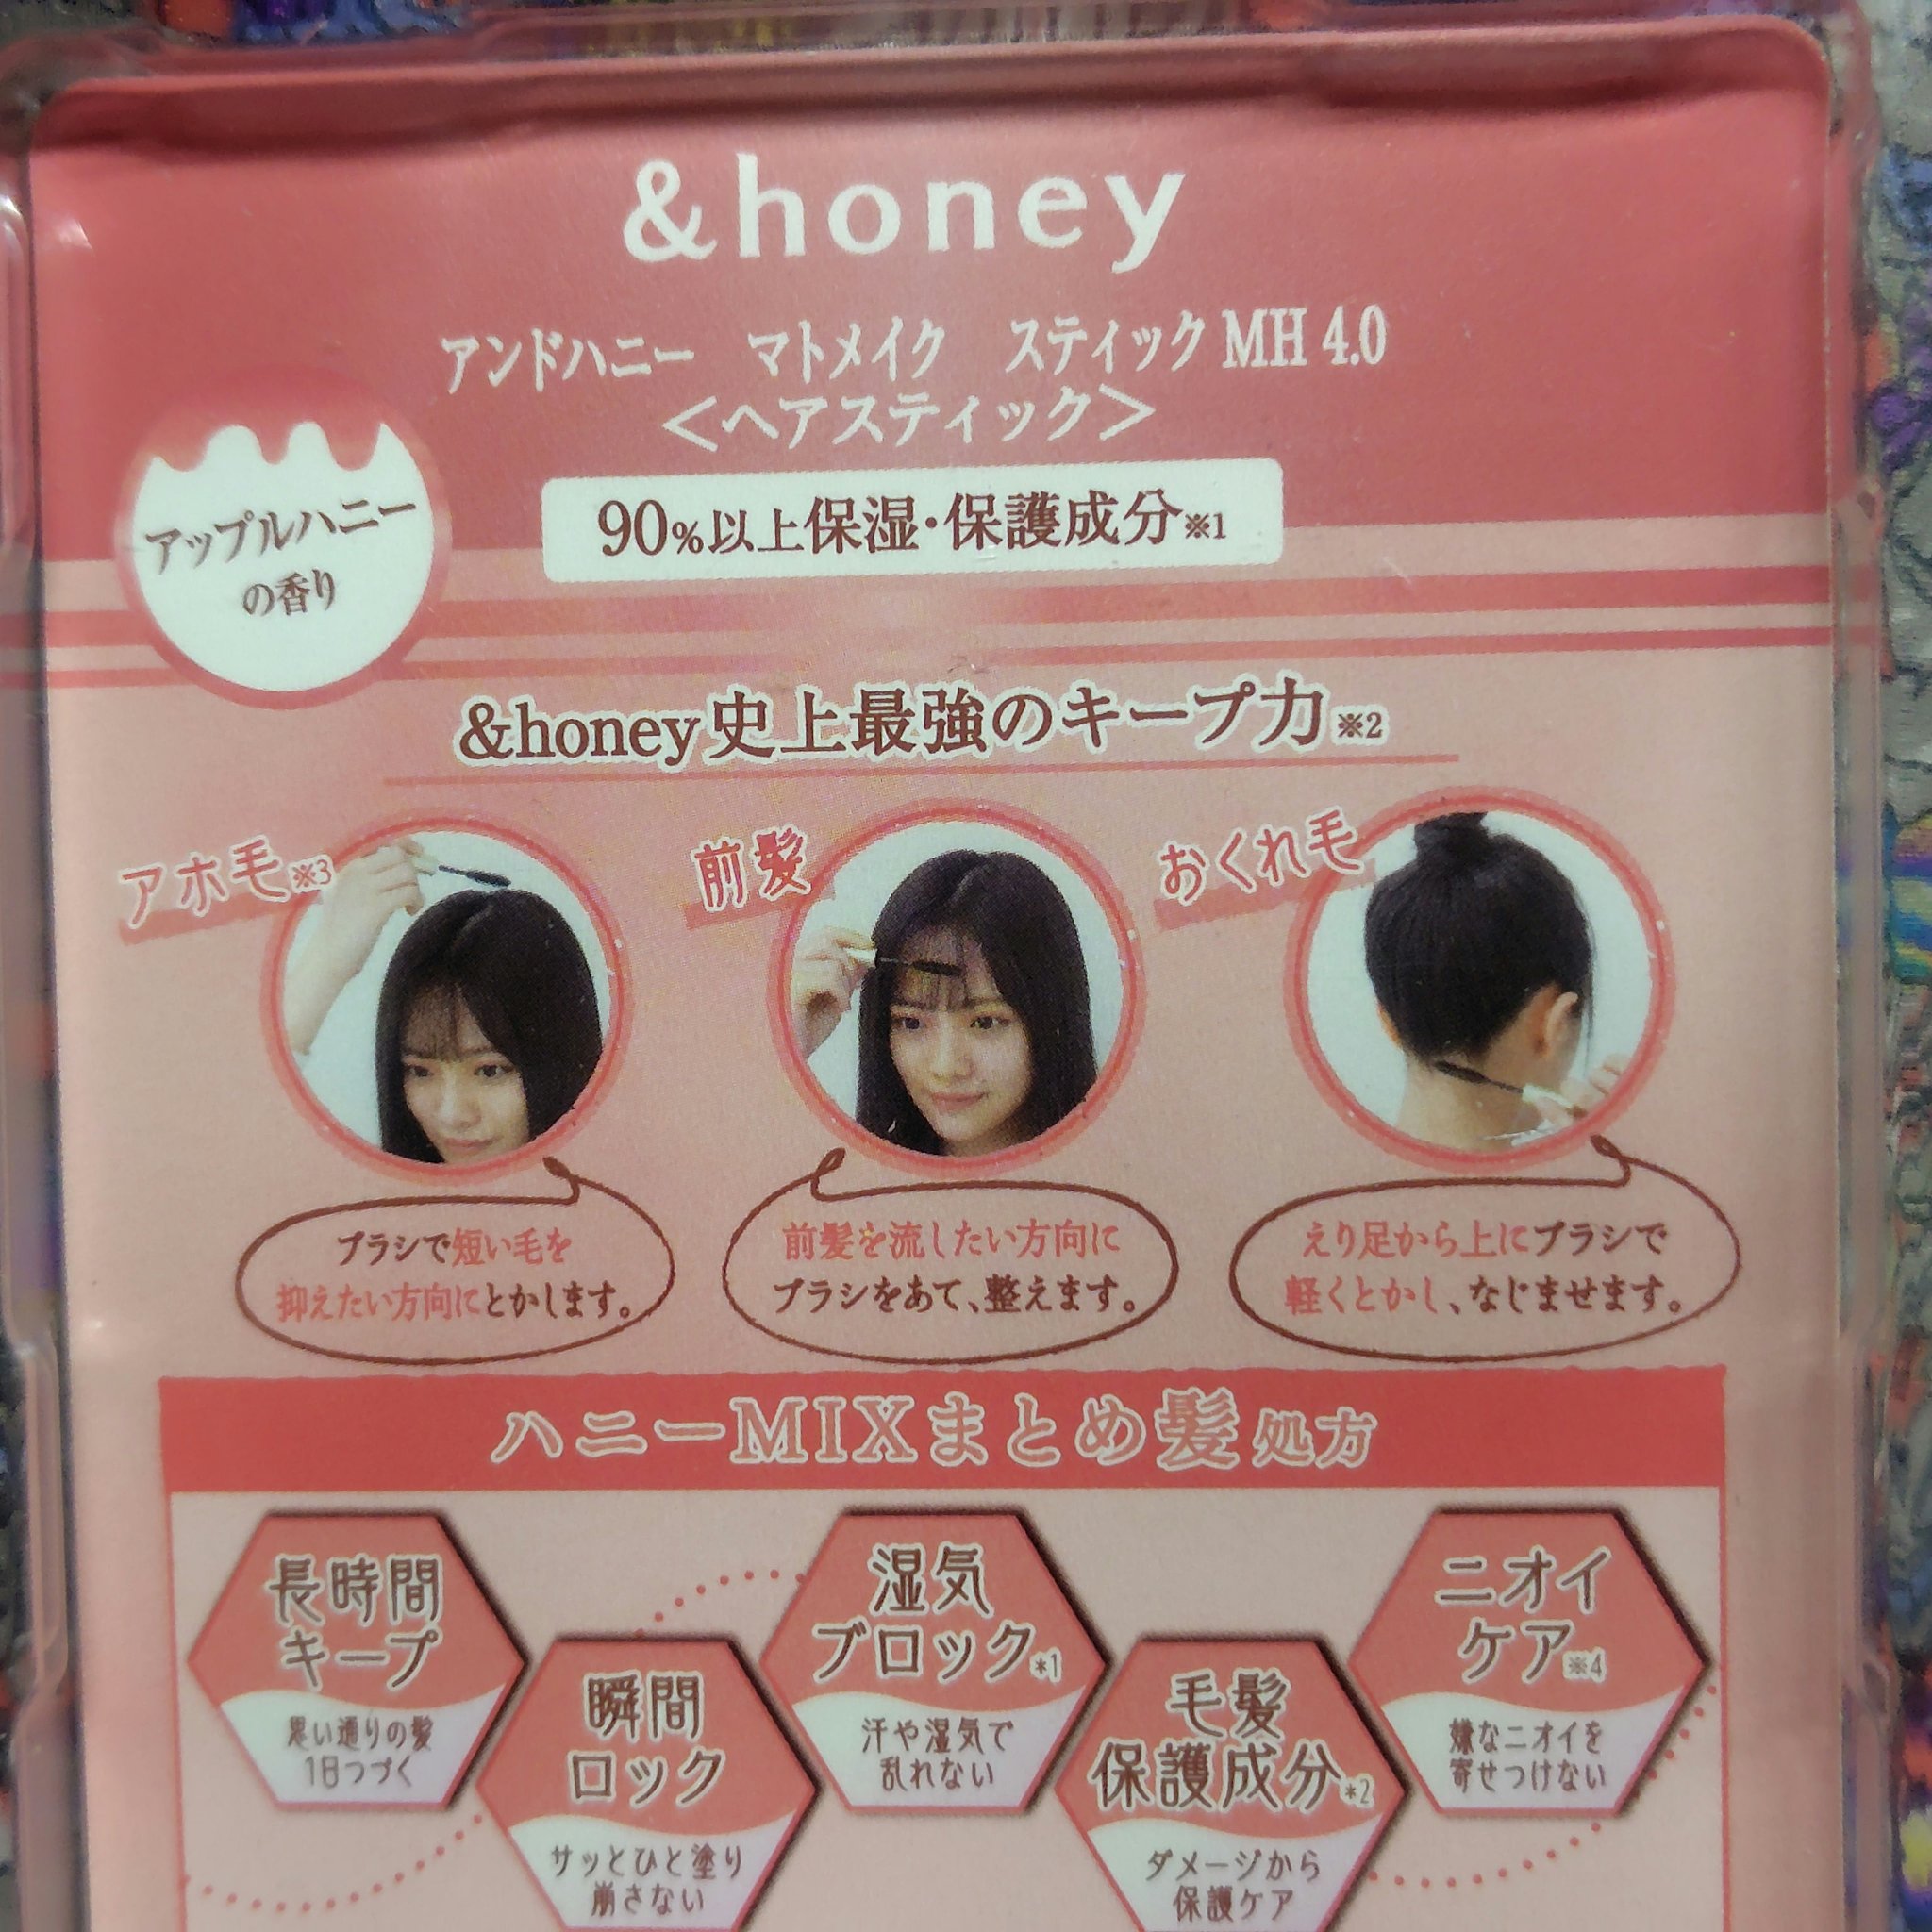 &honey
アンドハニー　マトメイク　スティック MH 4.0
＜ヘアスティック＞
アップルハニー
の香り
90%以上保湿・保護成分※1
&honey史上最強のキープ力※2
アホ毛※3
前髪
おくれ毛
ブラシで短い毛を
抑えたい方向にとかします。
前髪を流したい方向に
ブラシをあて、整えます。
えり足から上にブラシで
軽くとかし、なじませます。
ハニーMIXまとめ髪処方
長時間
キープ
思い通りの髪
1日つづく
瞬間
ロック
サッとひと塗り
崩さない
湿気
ブロック*1
汗や湿気で
乱れない
毛髪
保護成分*2
ダメージから
保護ケア
ニオイ
ケア※4
嫌なニオイを
寄せつけない